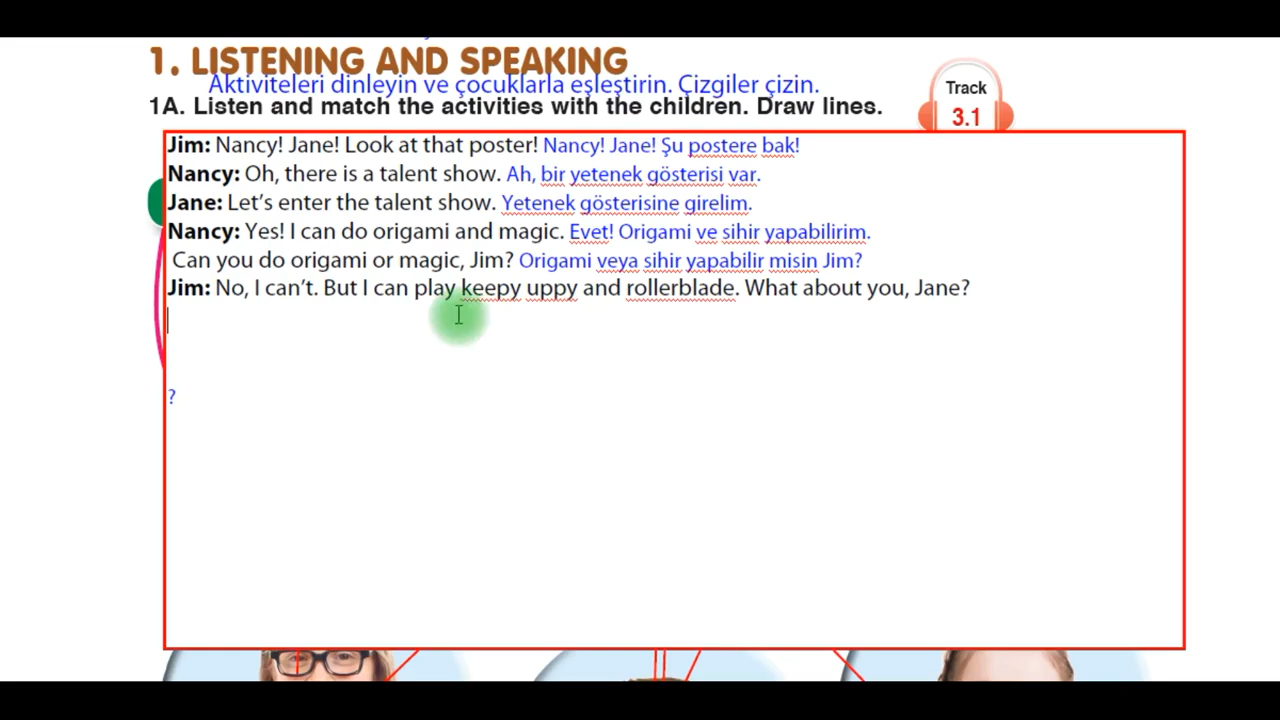 1. LISTENING AND SPEAKING
Aktiviteleri dinleyin ve çocuklarla eşleştirin. Çizgiler çizin.
1A. Listen and match the activities with the children. Draw lines.
Track
3.1
Jim: Nancy! Jane! Look at that poster! Nancy! Jane! Şu postere bak!
Nancy: Oh, there is a talent show. Ah, bir yetenek gösterisi var.
Jane: Let's enter the talent show. Yetenek gösterisine girelim.
Nancy: Yes! I can do origami and magic. Evet! Origami ve sihir yapabilirim.
Can you do origami or magic, Jim? Origami veya sihir yapabilir misin Jim?
Jim: No, I can't. But I can play keepy uppy and rollerblade. What about you, Jane?
?